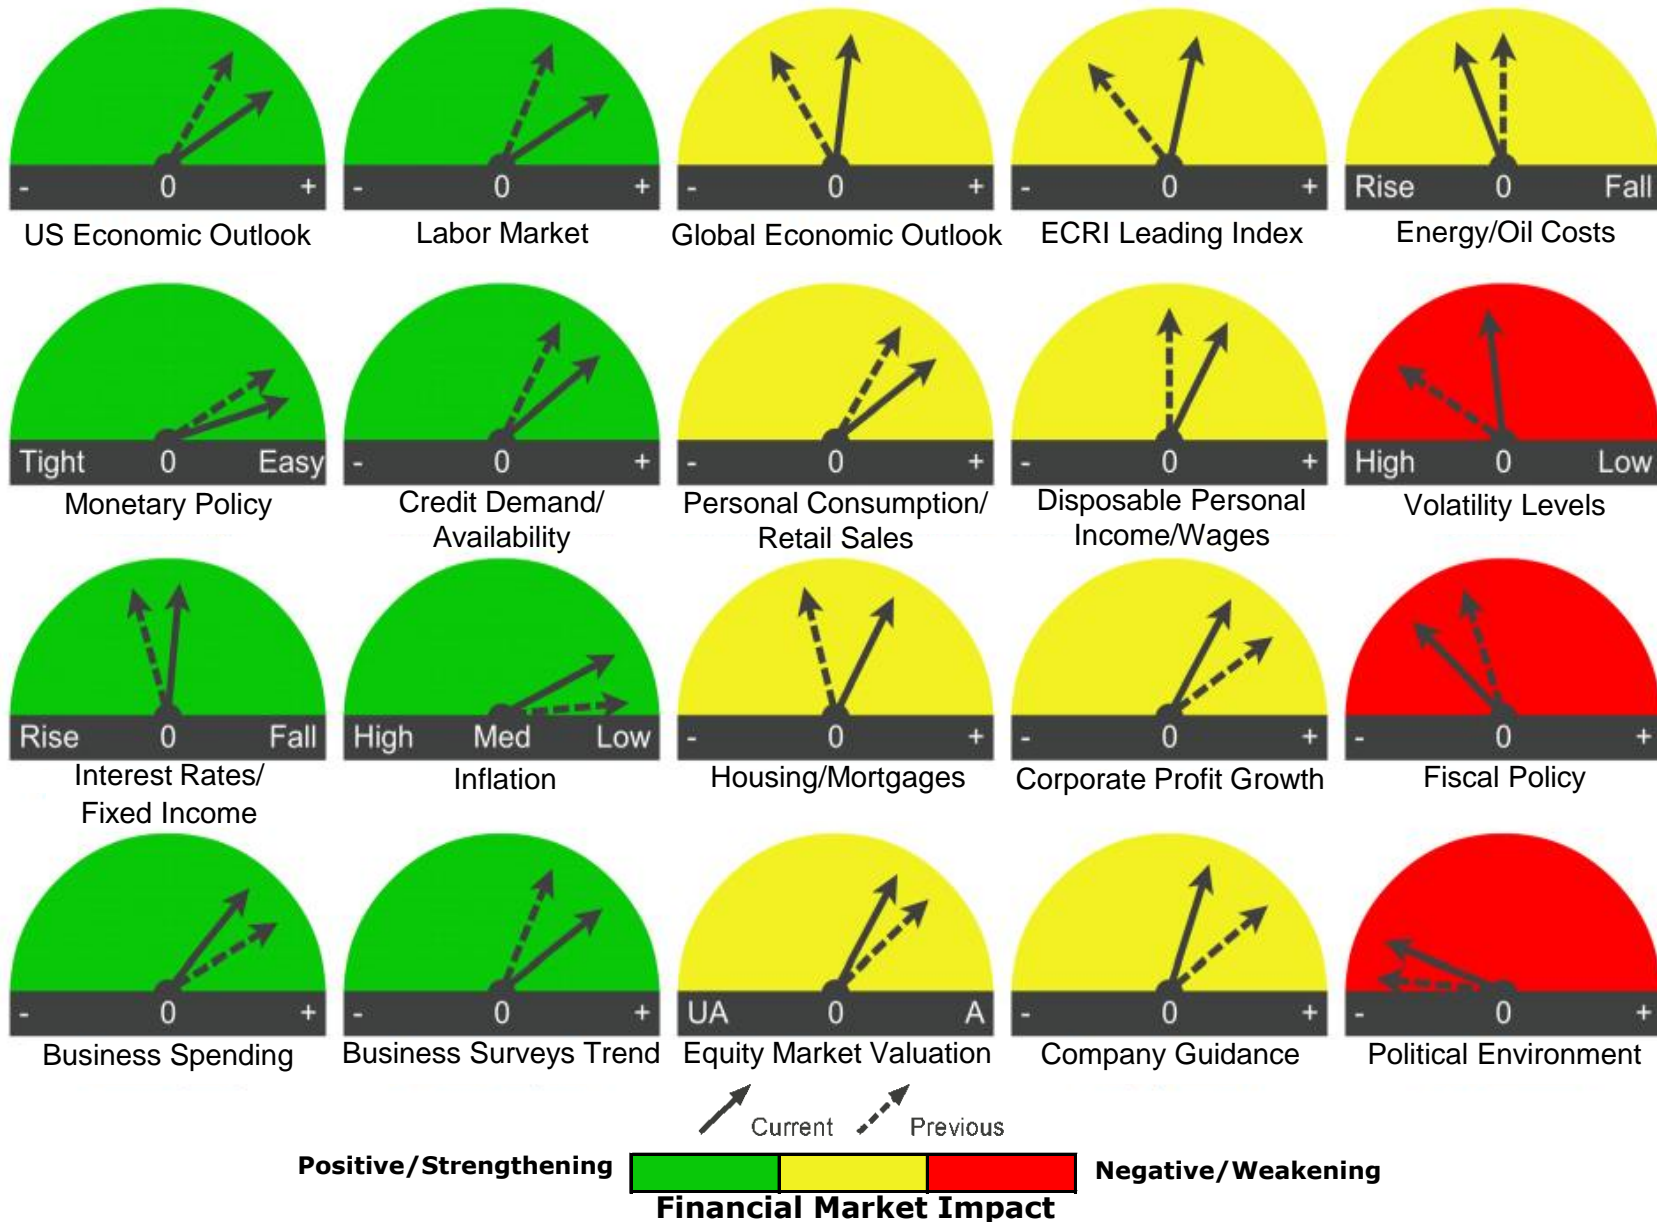 - 0 +
- 0 +
- 0 +
- 0 +
Rise 0 Fall
US Economic Outlook
Labor Market
Global Economic Outlook
ECRI Leading Index
Energy/Oil Costs
Tight 0 Easy
- 0 +
- 0 +
- 0 +
High 0 Low
Monetary Policy
Credit Demand/
Availability
Personal Consumption/
Retail Sales
Disposable Personal
Income/Wages
Volatility Levels
Rise 0 Fall
High Med Low
- 0 +
- 0 +
- 0 +
Interest Rates/
Fixed Income
Inflation
Housing/Mortgages
Corporate Profit Growth
Fiscal Policy
- 0 +
- 0 +
UA 0 A
- 0 +
- 0 +
Business Spending
Business Surveys Trend
Equity Market Valuation
Company Guidance
Political Environment
Current Previous
Positive/Strengthening Negative/Weakening
Financial Market Impact